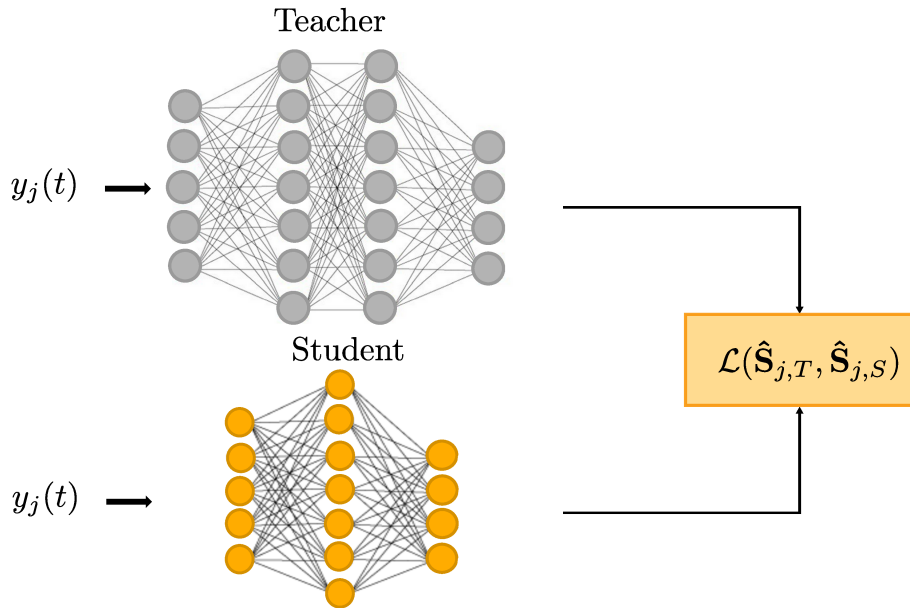 Teacher
y_j(t)
Student
ℒ(Ŝ_{j,T}, Ŝ_{j,S})
y_j(t)